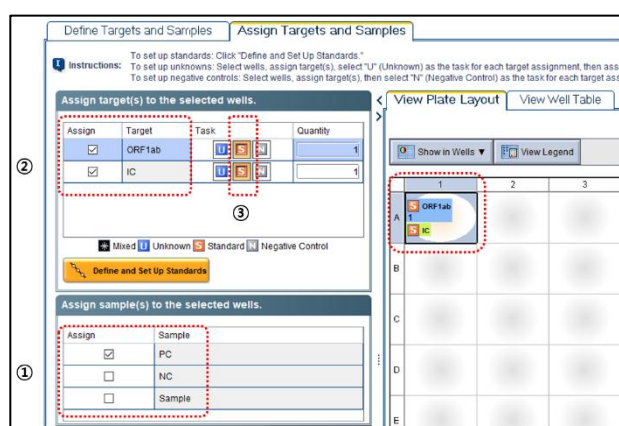 Define Targets and Samples
Assign Targets and Samples
Instructions:
To set up standards: Click "Define and Set Up Standards."
To set up unknowns: Select wells, assign target(s), select "U" (Unknown) as the task for each target assignment, then ass
To set up negative controls: Select wells, assign target(s), then select "N" (Negative Control) as the task for each target ass
Assign target(s) to the selected wells.
Assign Target Task Quantity
ORF1ab U S N 1
IC U S N 1
②
③
Mixed U Unknown S Standard N Negative Control
Define and Set Up Standards
Assign sample(s) to the selected wells.
Assign Sample
PC
NC
Sample
①
View Plate Layout
View Well Table
Show in Wells ▼
View Legend
1 2 3
A
S ORF1ab
1
S IC
B
C
D
E